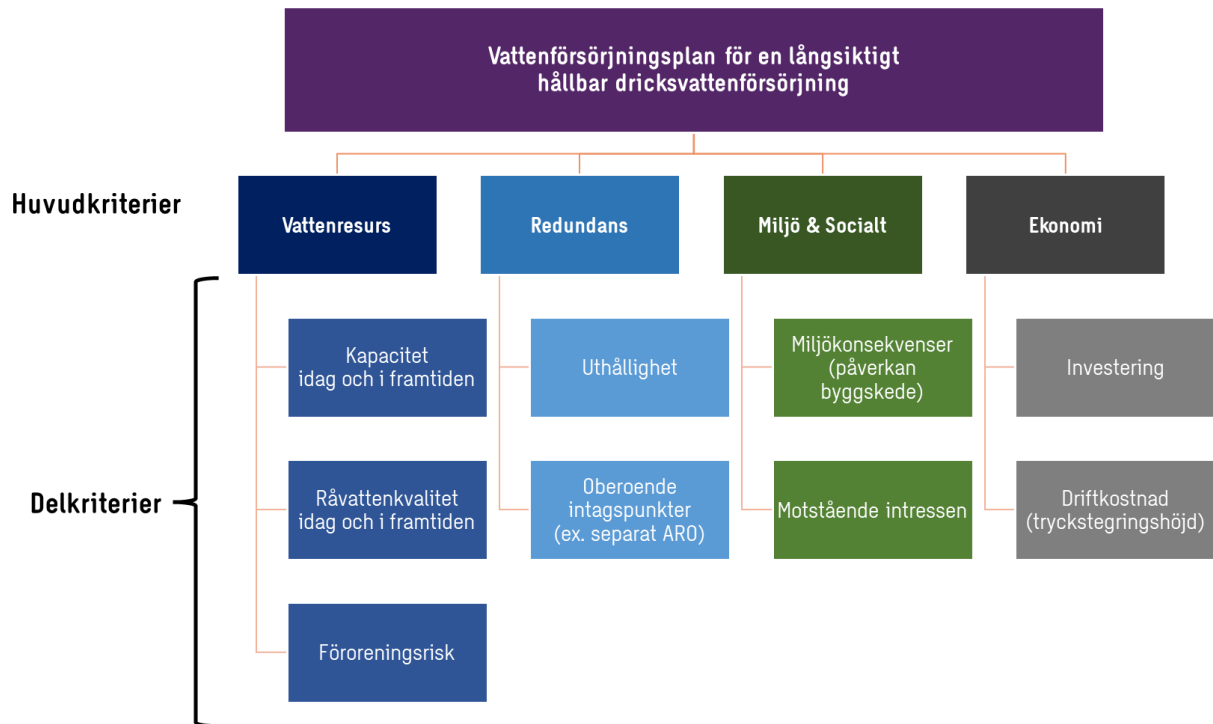 Vattenförsörjningsplan för en långsiktigt
hållbar dricksvattenförsörjning
Huvudkriterier
Vattenresurs
Redundans
Miljö & Socialt
Ekonomi
Delkriterier
Kapacitet
idag och i framtiden
Uthållighet
Miljökonsekvenser
(påverkan
byggskede)
Investering
Råvattenkvalitet
idag och i framtiden
Oberoende
intagspunkter
(ex. separat ARO)
Motstående intressen
Driftkostnad
(tryckstegringshöjd)
Föroreningsrisk